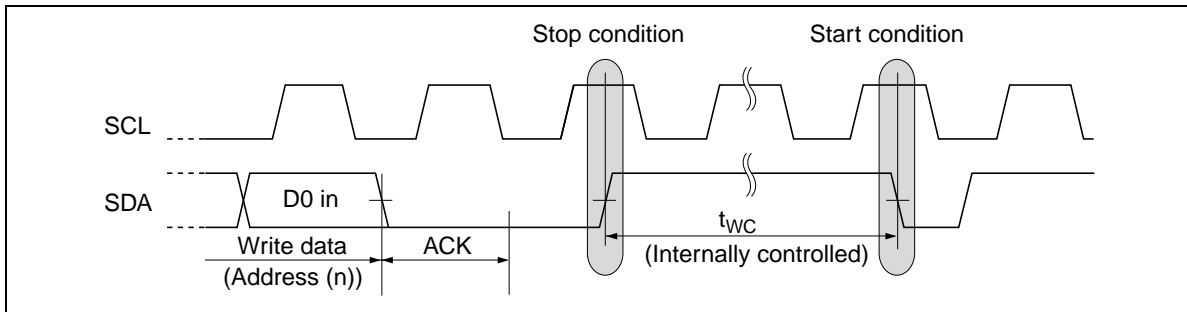 Stop condition
Start condition
SCL
SDA
D0 in
Write data
(Address (n))
ACK
tWC
(Internally controlled)